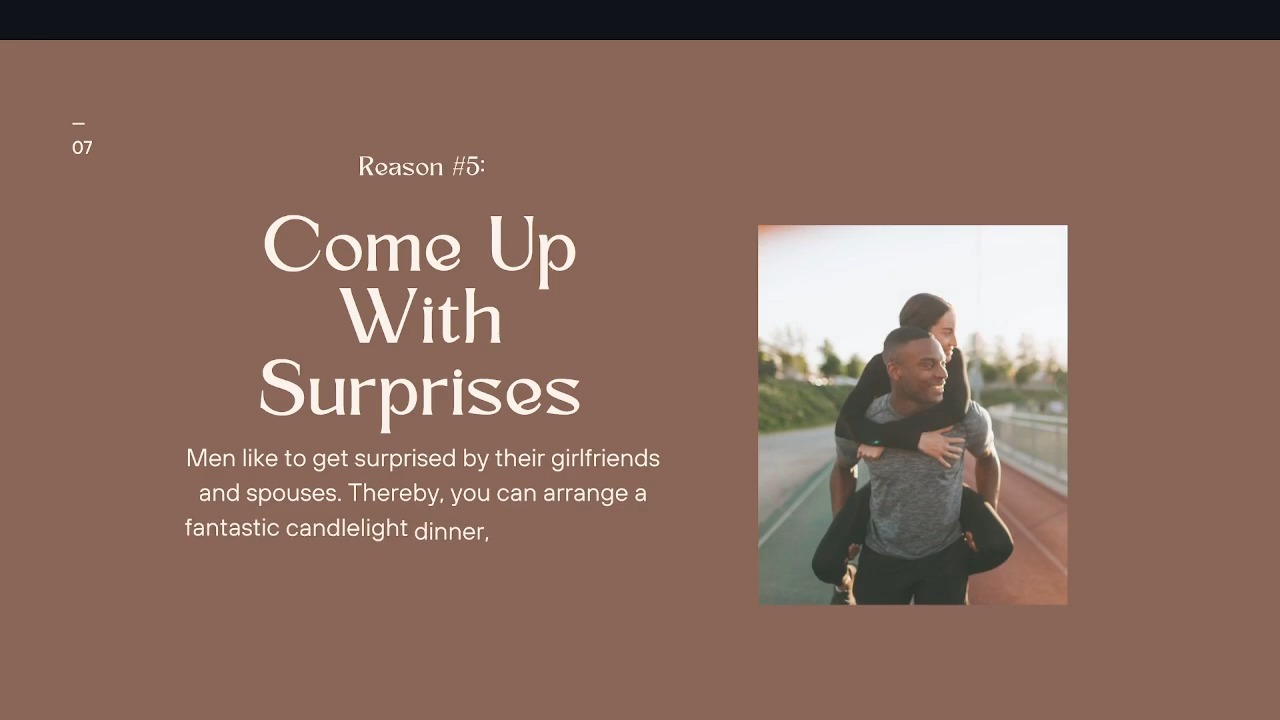 07
Reason #5:
Come Up
With
Surprises
Men like to get surprised by their girlfriends
and spouses. Thereby, you can arrange a
fantastic candlelight dinner,